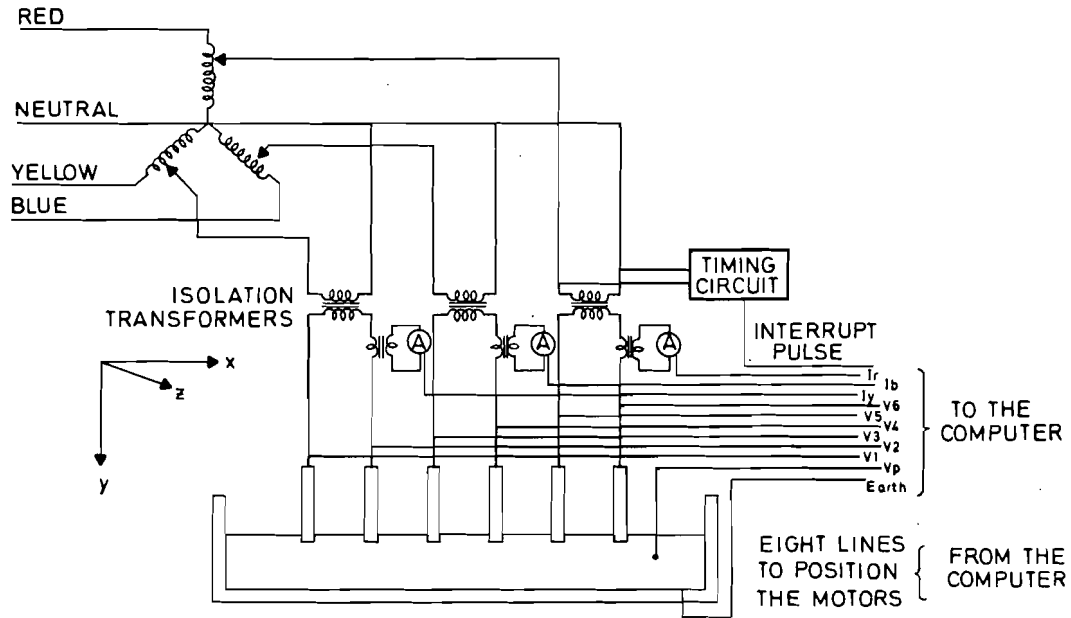 RED
NEUTRAL
YELLOW
BLUE
ISOLATION
TRANSFORMERS
TIMING
CIRCUIT
INTERRUPT
PULSE
A
A
A
x
z
y
Ir
Ib
Iy
V6
V5
V4
V3
V2
V1
Vp
Earth
TO THE
COMPUTER
EIGHT LINES
TO POSITION
THE MOTORS
FROM THE
COMPUTER